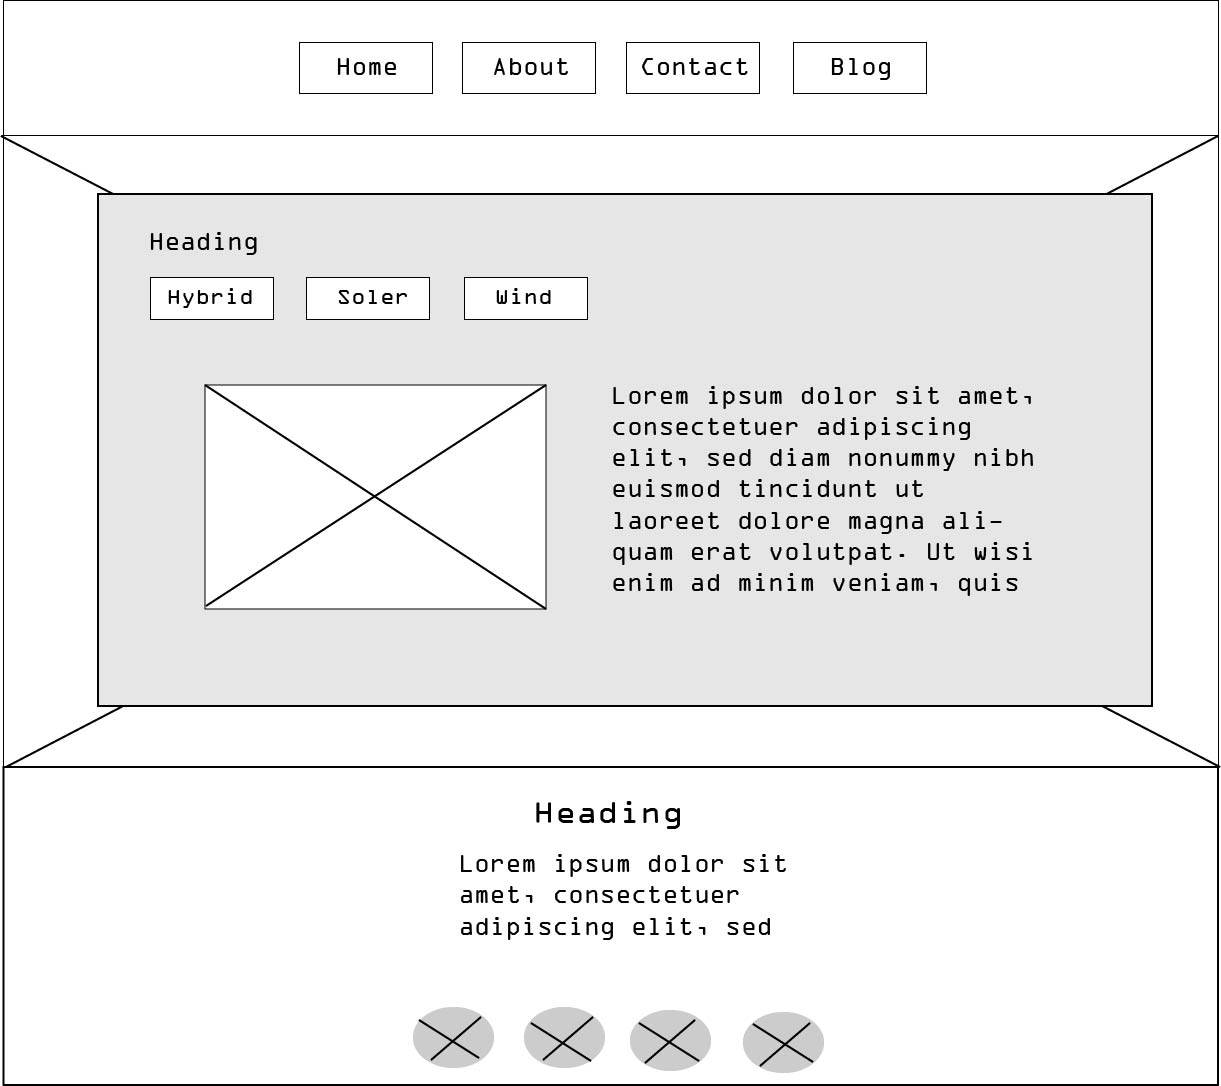 Home About Contact Blog
Heading
Hybrid Soler Wind
Lorem ipsum dolor sit amet,
consectetuer adipiscing
elit, sed diam nonummy nibh
euismod tincidunt ut
laoreet dolore magna ali-
quam erat volutpat. Ut wisi
enim ad minim veniam, quis
Heading
Lorem ipsum dolor sit
amet, consectetuer
adipiscing elit, sed